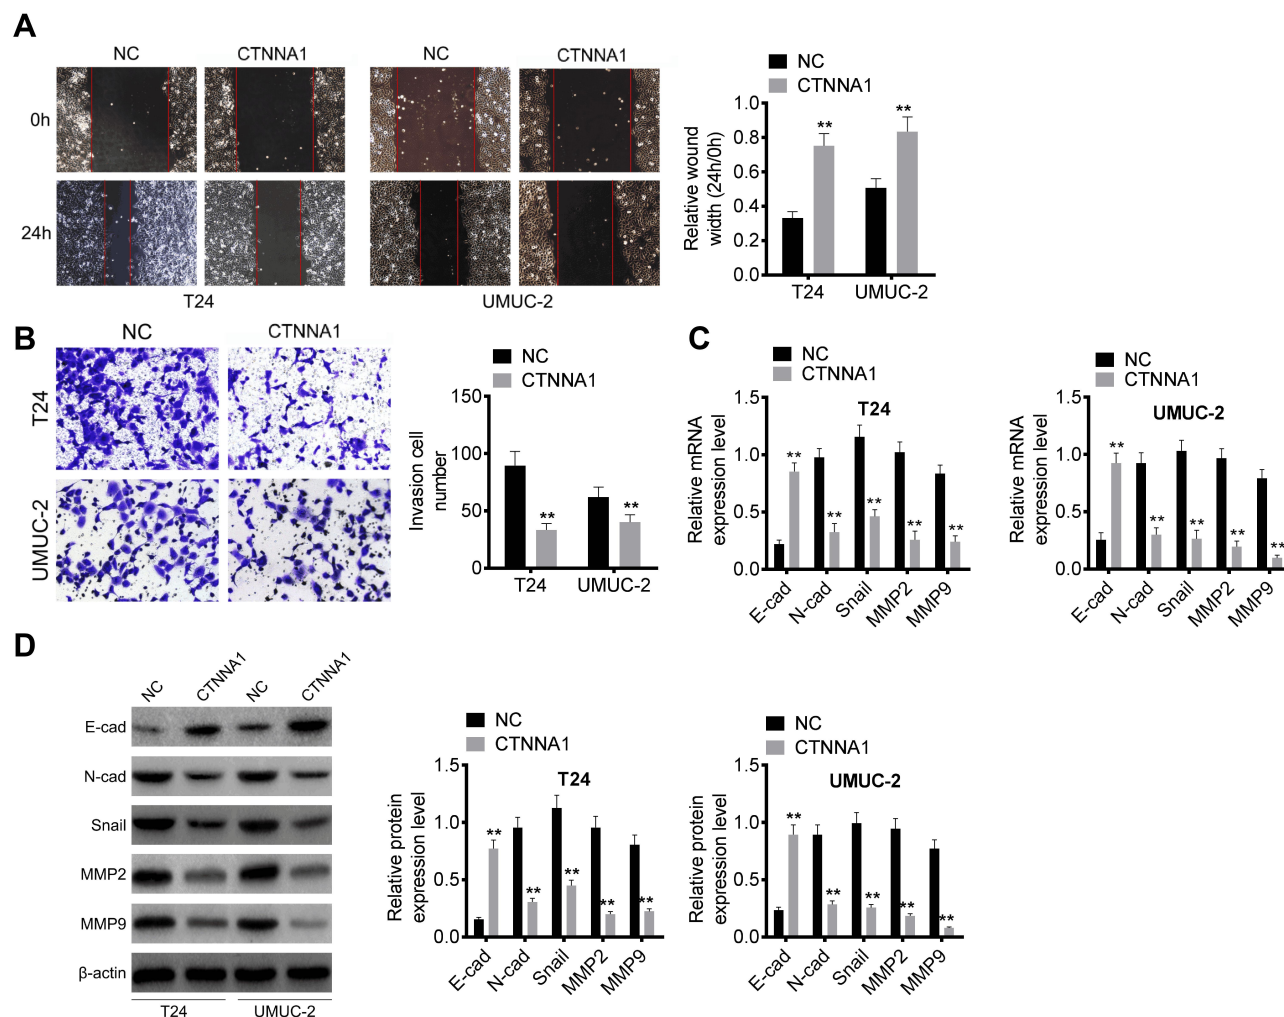 A
NC CTNNA1 NC CTNNA1
0h
24h
T24 UMUC-2
NC
CTNNA1
Relative wound
width (24h/0h)
1.0
0.8
0.6
0.4
0.2
0.0
** **
T24 UMUC-2
B
NC CTNNA1
T24
UMUC-2
NC
CTNNA1
Invasion cell
number
150
100
50
0
** **
T24 UMUC-2
C
NC
CTNNA1
T24
Relative mRNA
expression level
1.5
1.0
0.5
0.0
** ** ** ** **
E-cad N-cad Snail MMP2 MMP9
NC
CTNNA1
UMUC-2
Relative mRNA
expression level
1.5
1.0
0.5
0.0
** ** ** ** **
E-cad N-cad Snail MMP2 MMP9
D
NC CTNNA1 NC CTNNA1
E-cad
N-cad
Snail
MMP2
MMP9
β-actin
T24 UMUC-2
NC
CTNNA1
T24
Relative protein
expression level
1.5
1.0
0.5
0.0
** ** ** ** **
E-cad N-cad Snail MMP2 MMP9
NC
CTNNA1
UMUC-2
Relative protein
expression level
1.5
1.0
0.5
0.0
** ** ** ** **
E-cad N-cad Snail MMP2 MMP9